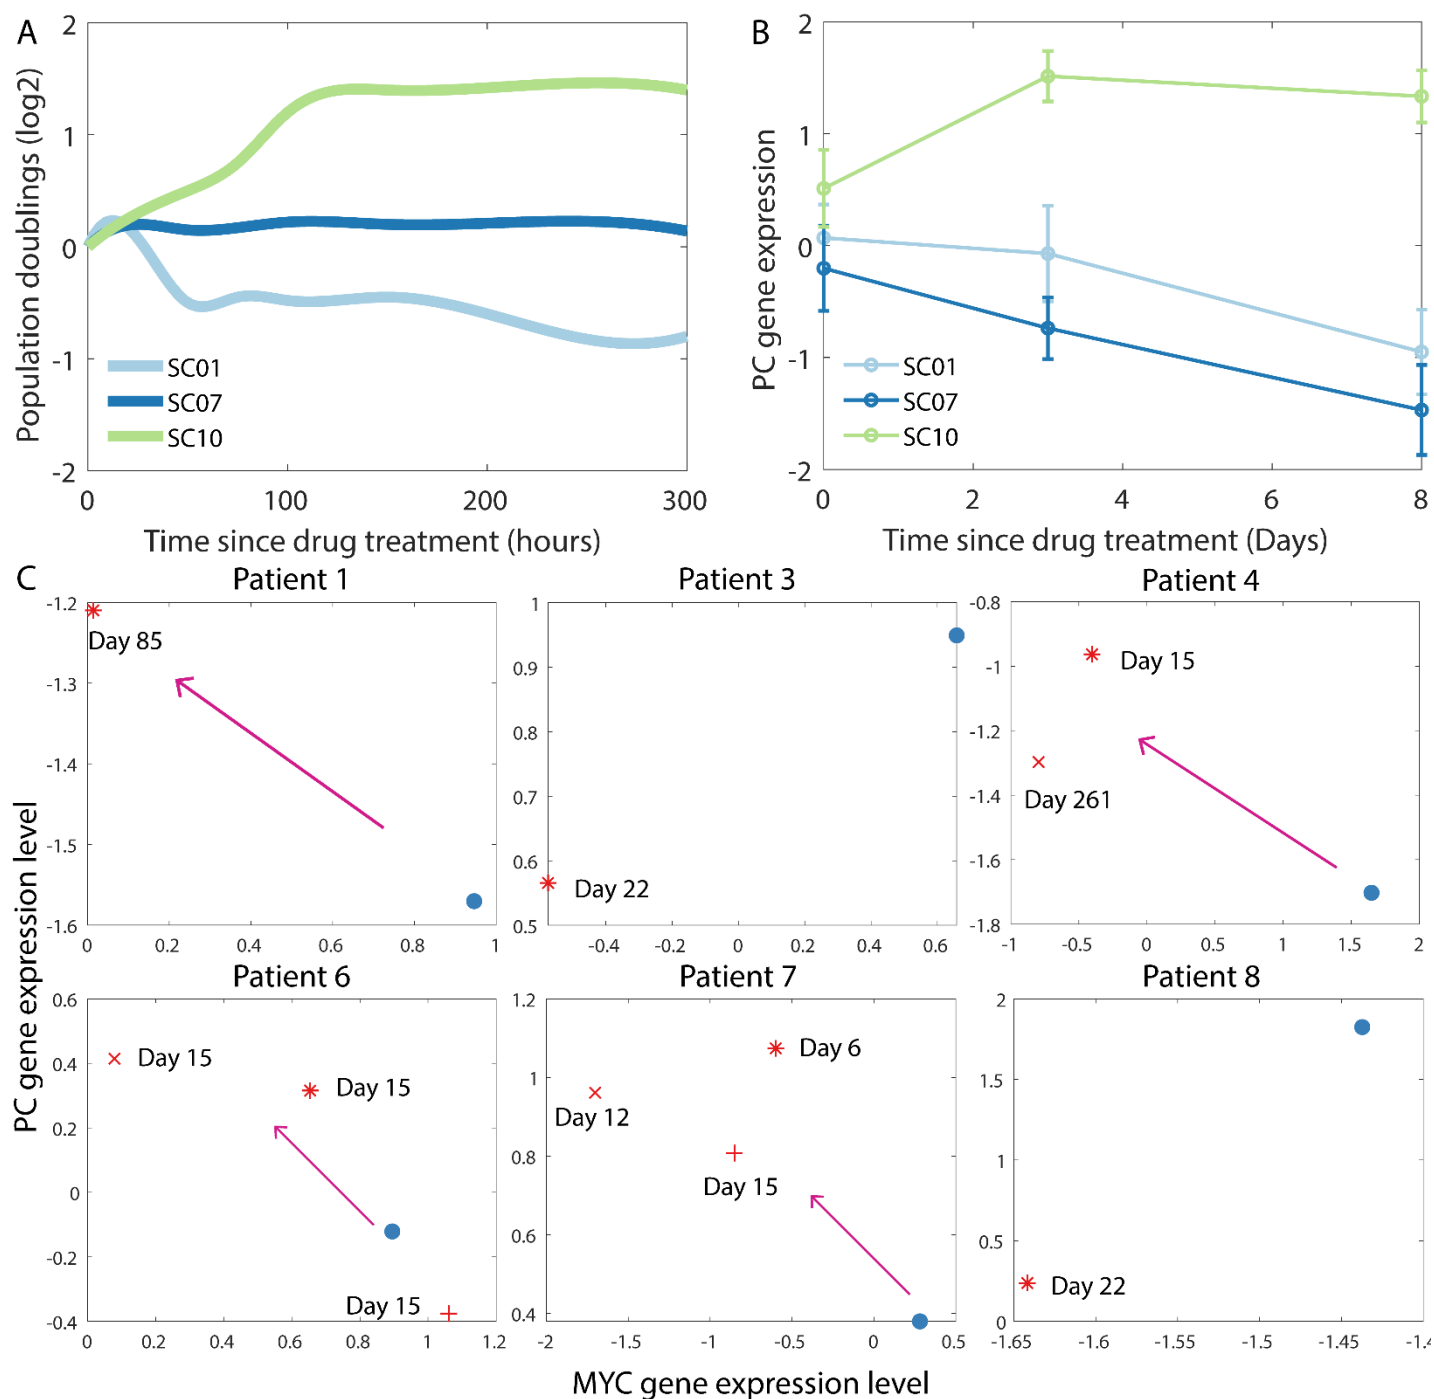 A
Population doublings (log2)
2
1
0
-1
-2
SC01
SC07
SC10
0
100
200
300
Time since drug treatment (hours)
B
PC gene expression
2
1
0
-1
-2
SC01
SC07
SC10
0
2
4
6
8
Time since drug treatment (Days)
C
PC gene expression level
Patient 1
-1.2
-1.3
-1.4
-1.5
-1.6
Day 85
0
0.2
0.4
0.6
0.8
1
Patient 3
1
0.9
0.8
0.7
0.6
0.5
Day 22
-0.4
-0.2
0
0.2
0.4
0.6
Patient 4
-0.8
-1
-1.2
-1.4
-1.6
-1.8
Day 15
Day 261
-1
-0.5
0
0.5
1
1.5
2
Patient 6
0.6
0.4
0.2
0
-0.2
-0.4
Day 15
Day 15
Day 15
0
0.2
0.4
0.6
0.8
1
1.2
Patient 7
1.2
1
0.8
0.6
0.4
Day 6
Day 12
Day 15
-2
-1.5
-1
-0.5
0
0.5
Patient 8
2
1.5
1
0.5
0
Day 22
-1.65
-1.6
-1.55
-1.5
-1.45
-1.4
MYC gene expression level